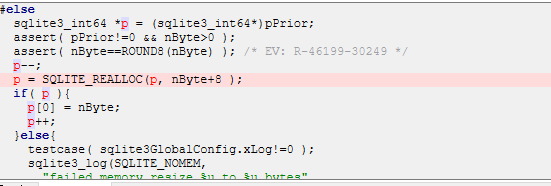 #else
sqlite3_int64 *p = (sqlite3_int64*)pPrior;
assert( pPrior!=0 && nByte>0 );
assert( nByte==ROUND8(nByte) ); /* EV: R-46199-30249 */
p--;
p = SQLITE_REALLOC(p, nByte+8 );
if( p ){
p[0] = nByte;
p++;
}else{
testcase( sqlite3GlobalConfig.xLog!=0 );
sqlite3_log(SQLITE_NOMEM,
"failed memory resize %u to %u bytes"